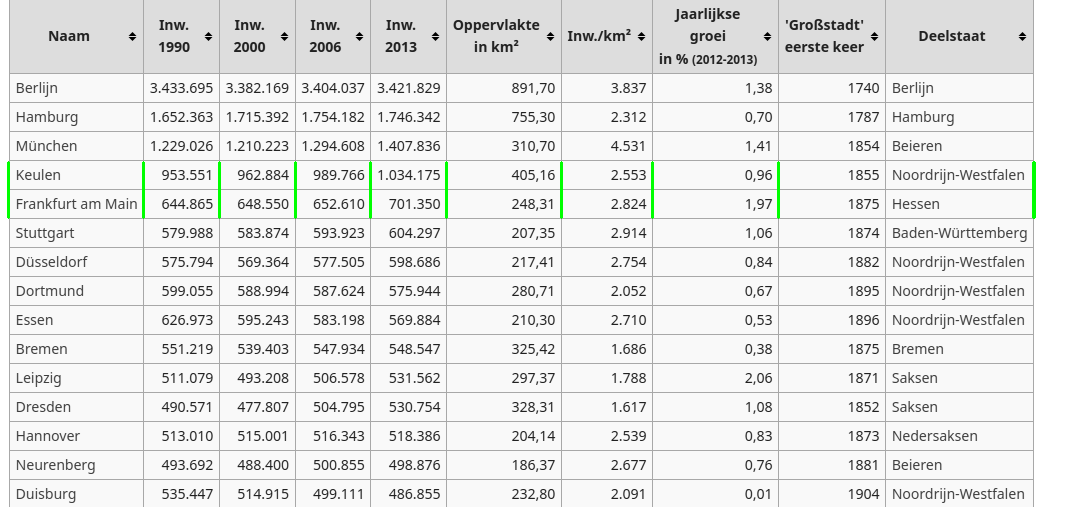 Naam Inw. 1990 Inw. 2000 Inw. 2006 Inw. 2013 Oppervlakte in km² Inw./km² Jaarlijkse groei in % (2012-2013) 'Großstadt' eerste keer Deelstaat
Berlijn 3.433.695 3.382.169 3.404.037 3.421.829 891,70 3.837 1,38 1740 Berlijn
Hamburg 1.652.363 1.715.392 1.754.182 1.746.342 755,30 2.312 0,70 1787 Hamburg
München 1.229.026 1.210.223 1.294.608 1.407.836 310,70 4.531 1,41 1854 Beieren
Keulen 953.551 962.884 989.766 1.034.175 405,16 2.553 0,96 1855 Noordrijn-Westfalen
Frankfurt am Main 644.865 648.550 652.610 701.350 248,31 2.824 1,97 1875 Hessen
Stuttgart 579.988 583.874 593.923 604.297 207,35 2.914 1,06 1874 Baden-Württemberg
Düsseldorf 575.794 569.364 577.505 598.686 217,41 2.754 0,84 1882 Noordrijn-Westfalen
Dortmund 599.055 588.994 587.624 575.944 280,71 2.052 0,67 1895 Noordrijn-Westfalen
Essen 626.973 595.243 583.198 569.884 210,30 2.710 0,53 1896 Noordrijn-Westfalen
Bremen 551.219 539.403 547.934 548.547 325,42 1.686 0,38 1875 Bremen
Leipzig 511.079 493.208 506.578 531.562 297,37 1.788 2,06 1871 Saksen
Dresden 490.571 477.807 504.795 530.754 328,31 1.617 1,08 1852 Saksen
Hannover 513.010 515.001 516.343 518.386 204,14 2.539 0,83 1873 Nedersaksen
Neurenberg 493.692 488.400 500.855 498.876 186,37 2.677 0,76 1881 Beieren
Duisburg 535.447 514.915 499.111 486.855 232,80 2.091 0,01 1904 Noordrijn-Westfalen